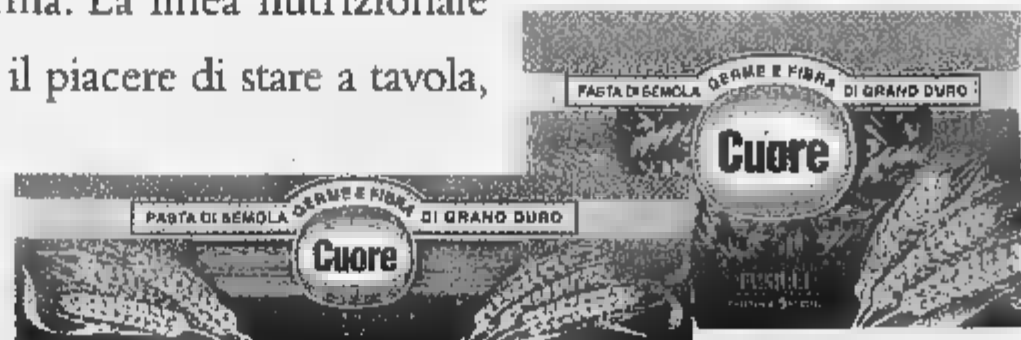 La linea nutrizionale
il piacere di stare a tavola,
PASTA DI SEMOLA GERME E FIBRA DI GRANO DURO
Cuore
FUSILLI
PASTA DI SEMOLA GERME E FIBRA DI GRANO DURO
Cuore